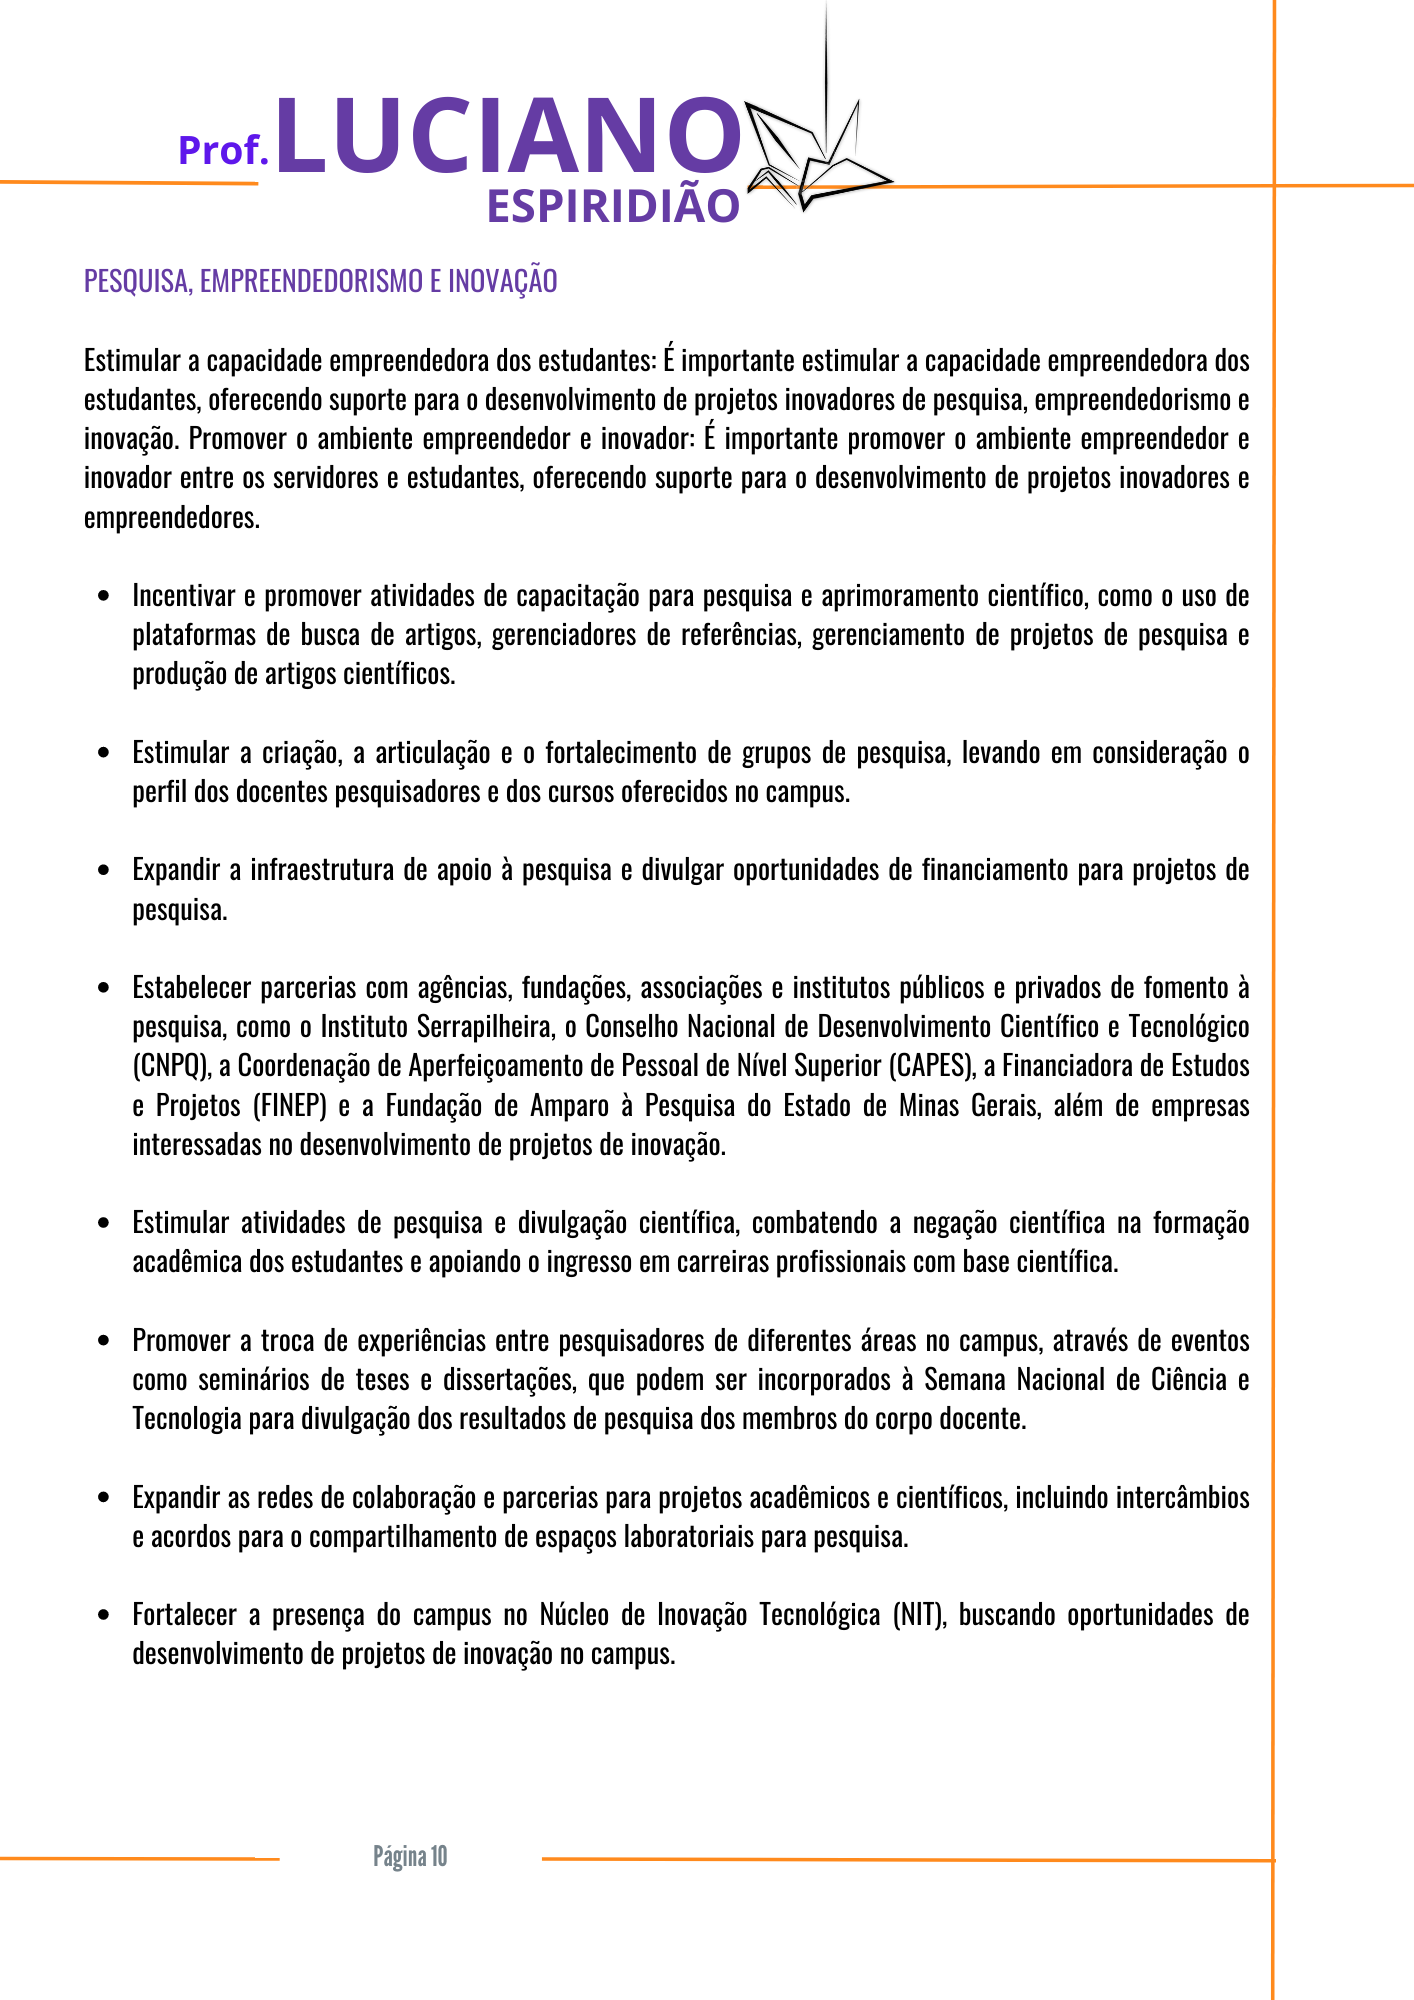 Prof. LUCIANO
ESPIRIDIÃO
PESQUISA, EMPREENDEDORISMO E INOVAÇÃO
Estimular a capacidade empreendedora dos estudantes: É importante estimular a capacidade empreendedora dos
estudantes, oferecendo suporte para o desenvolvimento de projetos inovadores de pesquisa, empreendedorismo e
inovação. Promover o ambiente empreendedor e inovador: É importante promover o ambiente empreendedor e
inovador entre os servidores e estudantes, oferecendo suporte para o desenvolvimento de projetos inovadores e
empreendedores.
• Incentivar e promover atividades de capacitação para pesquisa e aprimoramento científico, como o uso de
plataformas de busca de artigos, gerenciadores de referências, gerenciamento de projetos de pesquisa e
produção de artigos científicos.
• Estimular a criação, a articulação e o fortalecimento de grupos de pesquisa, levando em consideração o
perfil dos docentes pesquisadores e dos cursos oferecidos no campus.
• Expandir a infraestrutura de apoio à pesquisa e divulgar oportunidades de financiamento para projetos de
pesquisa.
• Estabelecer parcerias com agências, fundações, associações e institutos públicos e privados de fomento à
pesquisa, como o Instituto Serrapilheira, o Conselho Nacional de Desenvolvimento Científico e Tecnológico
(CNPQ), a Coordenação de Aperfeiçoamento de Pessoal de Nível Superior (CAPES), a Financiadora de Estudos
e Projetos (FINEP) e a Fundação de Amparo à Pesquisa do Estado de Minas Gerais, além de empresas
interessadas no desenvolvimento de projetos de inovação.
• Estimular atividades de pesquisa e divulgação científica, combatendo a negação científica na formação
acadêmica dos estudantes e apoiando o ingresso em carreiras profissionais com base científica.
• Promover a troca de experiências entre pesquisadores de diferentes áreas no campus, através de eventos
como seminários de teses e dissertações, que podem ser incorporados à Semana Nacional de Ciência e
Tecnologia para divulgação dos resultados de pesquisa dos membros do corpo docente.
• Expandir as redes de colaboração e parcerias para projetos acadêmicos e científicos, incluindo intercâmbios
e acordos para o compartilhamento de espaços laboratoriais para pesquisa.
• Fortalecer a presença do campus no Núcleo de Inovação Tecnológica (NIT), buscando oportunidades de
desenvolvimento de projetos de inovação no campus.
Página 10